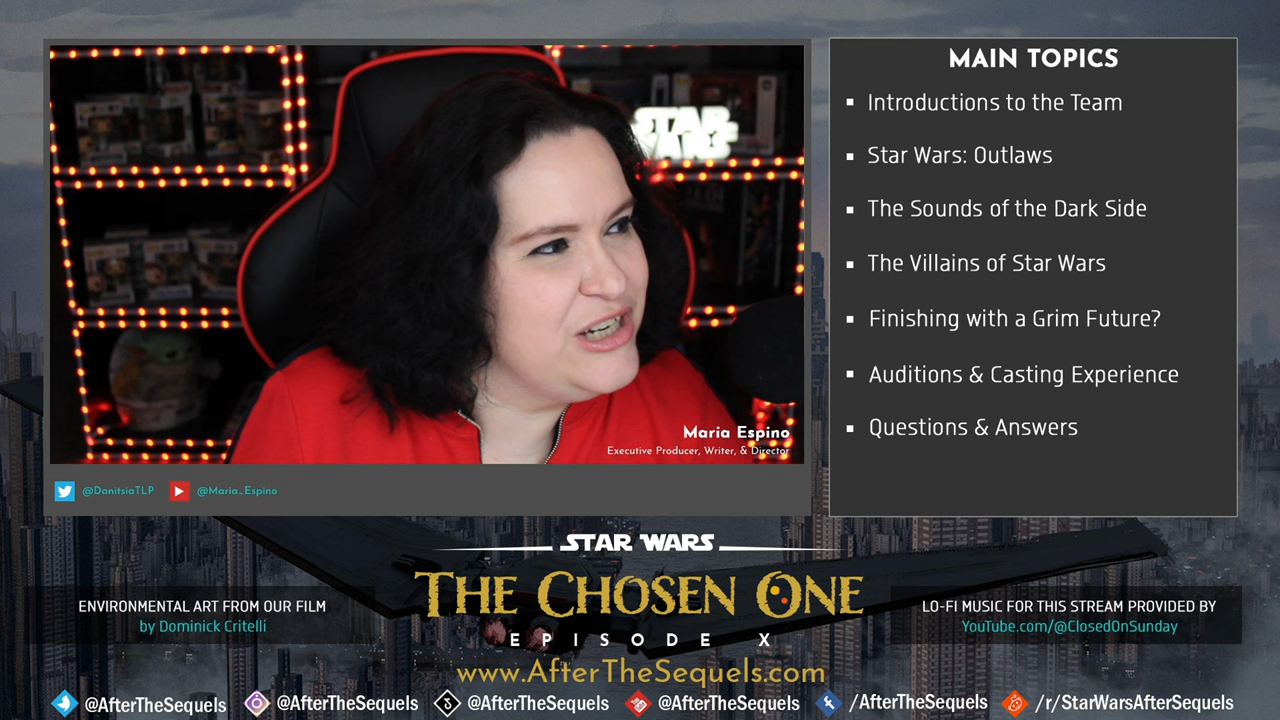 STAR
WARS
Maria Espino
Executive Producer, Writer, & Director
@DanitsiaTLP
@Maria_Espino
MAIN TOPICS
▪ Introductions to the Team
▪ Star Wars: Outlaws
▪ The Sounds of the Dark Side
▪ The Villains of Star Wars
▪ Finishing with a Grim Future?
▪ Auditions & Casting Experience
▪ Questions & Answers
STAR WARS
THE CHOSEN ONE
EPISODE X
www.AfterTheSequels.com
ENVIRONMENTAL ART FROM OUR FILM
by Dominick Critelli
LO-FI MUSIC FOR THIS STREAM PROVIDED BY
YouTube.com/@ClosedOnSunday
@AfterTheSequels
@AfterTheSequels
@AfterTheSequels
@AfterTheSequels
/AfterTheSequels
/r/StarWarsAfterSequels